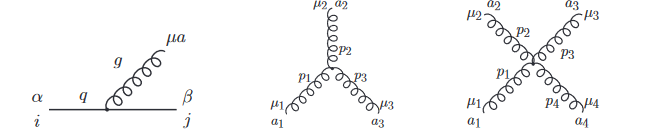 μa
g
α q β
i j
μ₂ a₂
p₂
p₁ p₃
μ₁ μ₃
a₁ a₃
μ₂ a₂ a₃ μ₃
p₂ p₃
p₁ p₄
μ₁ μ₄
a₁ a₄